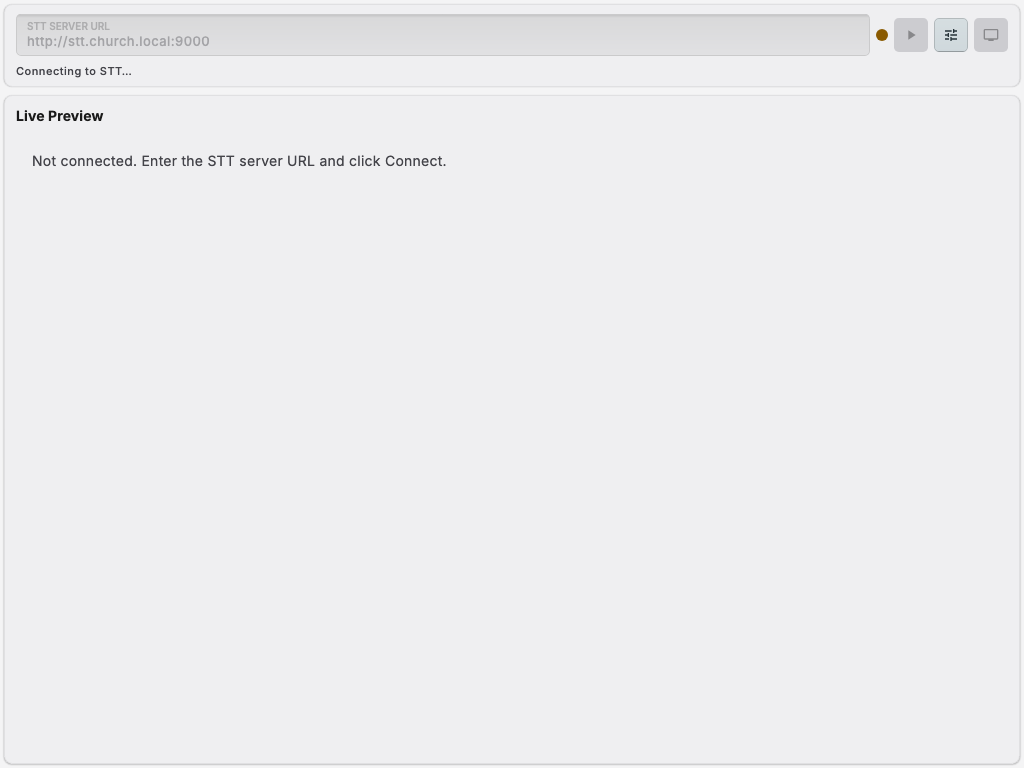 STT SERVER URL
http://stt.church.local:9000
Connecting to STT...
Live Preview
Not connected. Enter the STT server URL and click Connect.